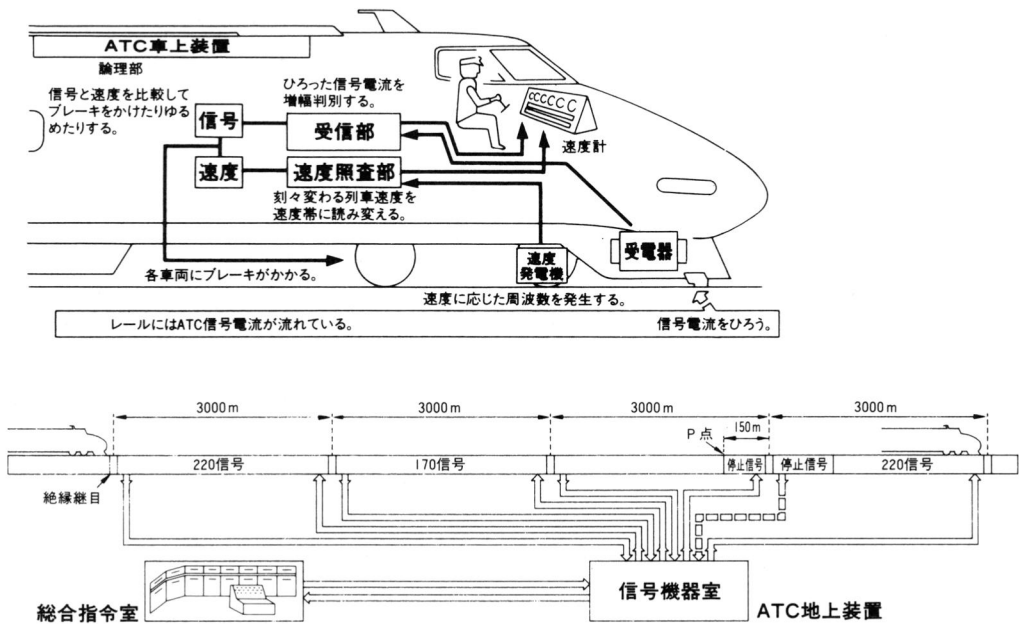 ATC車上装置
論理部
信号と速度を比較して
ブレーキをかけたりゆる
めたりする。
ひろった信号電流を
増幅判別する。
信号
受信部
CCCCCC
速度計
速度
速度照査部
刻々変わる列車速度を
速度帯に読み変える。
受電器
速度
発電機
各車両にブレーキがかかる。
速度に応じた周波数を発生する。
レールにはATC信号電流が流れている。
信号電流をひろう。
3000m
3000m
3000m
3000m
P点
150m
220信号
170信号
停止信号
停止信号
220信号
絶縁継目
総合指令室
信号機器室
ATC地上装置